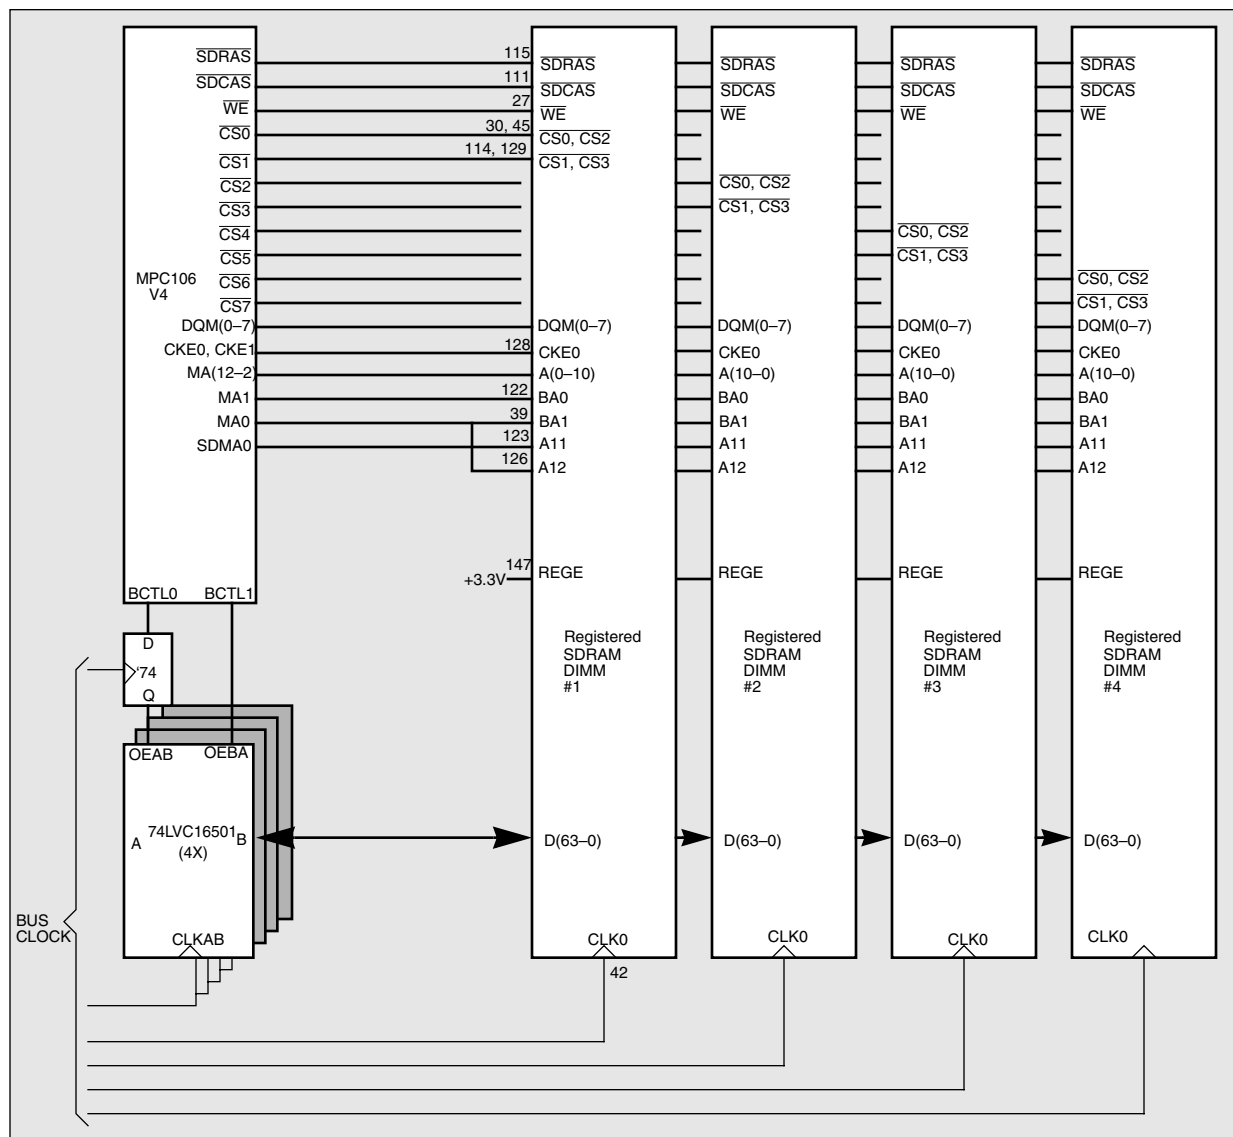 SDRAS
SDCAS
WE
CS0
CS1
CS2
CS3
CS4
CS5
CS6
CS7
DQM(0–7)
CKE0, CKE1
MA(12–2)
MA1
MA0
SDMA0
MPC106
V4
BCTL0 BCTL1
115
111
27
30, 45
114, 129
128
122
39
123
126
147
+3.3V
SDRAS
SDCAS
WE
CS0, CS2
CS1, CS3
DQM(0–7)
CKE0
A(0–10)
BA0
BA1
A11
A12
REGE
Registered
SDRAM
DIMM
#1
D(63–0)
CLK0
42
SDRAS
SDCAS
WE
CS0, CS2
CS1, CS3
DQM(0–7)
CKE0
A(10–0)
BA0
BA1
A11
A12
REGE
Registered
SDRAM
DIMM
#2
D(63–0)
CLK0
SDRAS
SDCAS
WE
CS0, CS2
CS1, CS3
DQM(0–7)
CKE0
A(10–0)
BA0
BA1
A11
A12
REGE
Registered
SDRAM
DIMM
#3
D(63–0)
CLK0
SDRAS
SDCAS
WE
CS0, CS2
CS1, CS3
DQM(0–7)
CKE0
A(10–0)
BA0
BA1
A11
A12
REGE
Registered
SDRAM
DIMM
#4
D(63–0)
CLK0
D
'74
Q
OEAB OEBA
A 74LVC16501 B
(4X)
CLKAB
BUS
CLOCK